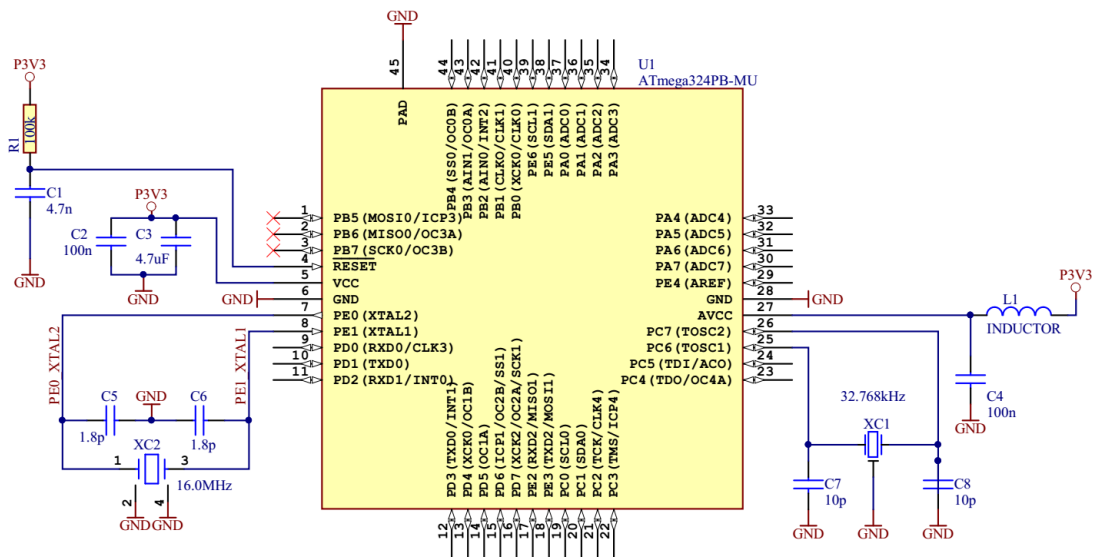 GND
45
PAD
44
43
42
41
40
39
38
37
36
35
34
U1
ATmega324PB-MU
PB4 (SS0/OC0B)
PB3 (AIN1/OC0A)
PB2 (AIN0/INT2)
PB1 (CLKO/CLK1)
PB0 (XCK0/CLK0)
PE6 (SCL1)
PE5 (SDA1)
PA0 (ADC0)
PA1 (ADC1)
PA2 (ADC2)
PA3 (ADC3)
P3V3
R1
100k
C1
4.7n
GND
P3V3
C2
100n
C3
4.7uF
GND
1 PB5 (MOSI0/ICP3)
2 PB6 (MISO0/OC3A)
3 PB7 (SCK0/OC3B)
4 RESET
5 VCC
GND 6 GND
7 PE0 (XTAL2)
8 PE1 (XTAL1)
9 PD0 (RXD0/CLK3)
10 PD1 (TXD0)
11 PD2 (RXD1/INT0)
PA4 (ADC4) 33
PA5 (ADC5) 32
PA6 (ADC6) 31
PA7 (ADC7) 30
PE4 (AREF) 29
GND 28 GND
AVCC 27
PC7 (TOSC2) 26
PC6 (TOSC1) 25
PC5 (TDI/AC0) 24
PC4 (TDO/OC4A) 23
P3V3
L1
INDUCTOR
C4
100n
GND
PE0_XTAL2
PE1_XTAL1
C5
GND
C6
1.8p
1.8p
XC2
1
3
16.0MHz
2
4
GND
GND
32.768kHz
XC1
C7
10p
C8
10p
GND
GND
GND
PD3 (TXD0/INT1)
PD4 (XCK0/OC1B)
PD5 (OC1A)
PD6 (ICP1/OC2B/SS1)
PD7 (XCK2/OC2A/SCK1)
PE2 (RXD2/MISO1)
PE3 (TXD2/MOSI1)
PC0 (SCL0)
PC1 (SDA0)
PC2 (TCK/CLK4)
PC3 (TMS/ICP4)
12
13
14
15
16
17
18
19
20
21
22